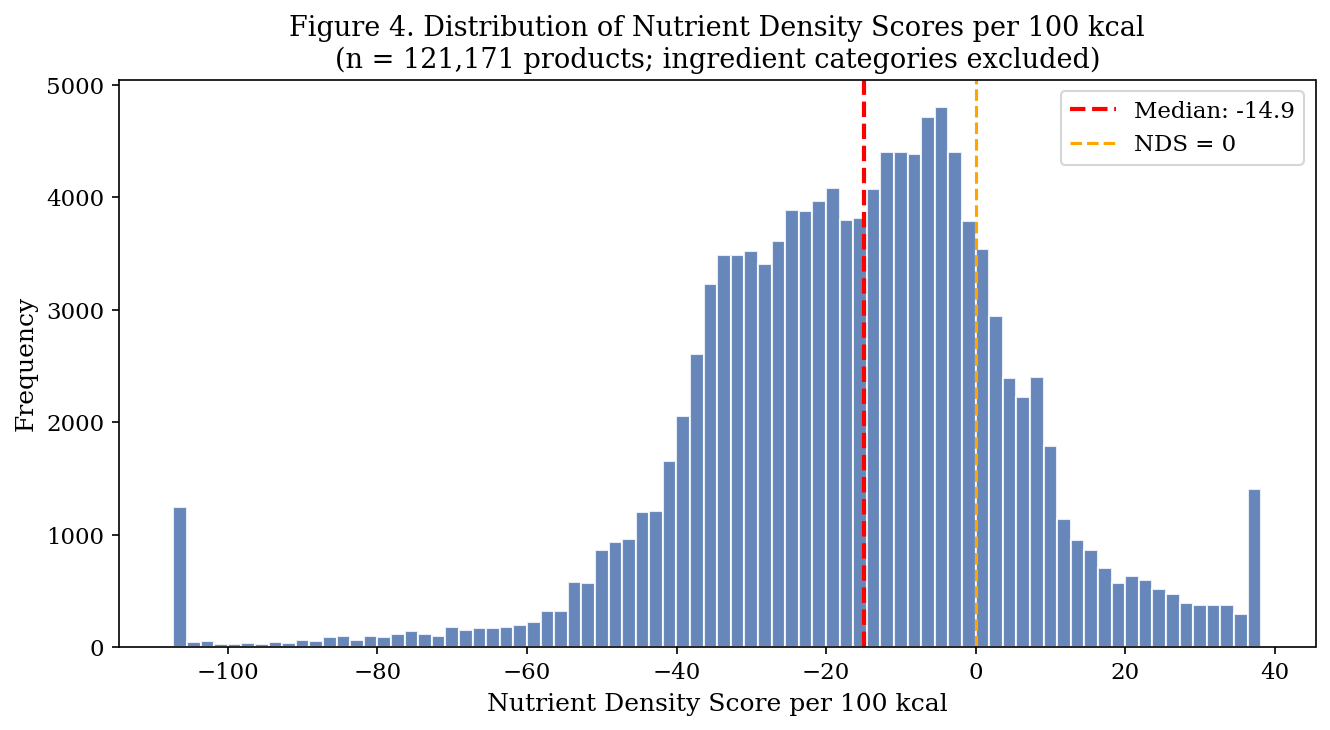 Figure 4. Distribution of Nutrient Density Scores per 100 kcal
(n = 121,171 products; ingredient categories excluded)
Median: -14.9
NDS = 0
5000
4000
3000
2000
1000
0
Frequency
−100
−80
−60
−40
−20
0
20
40
Nutrient Density Score per 100 kcal